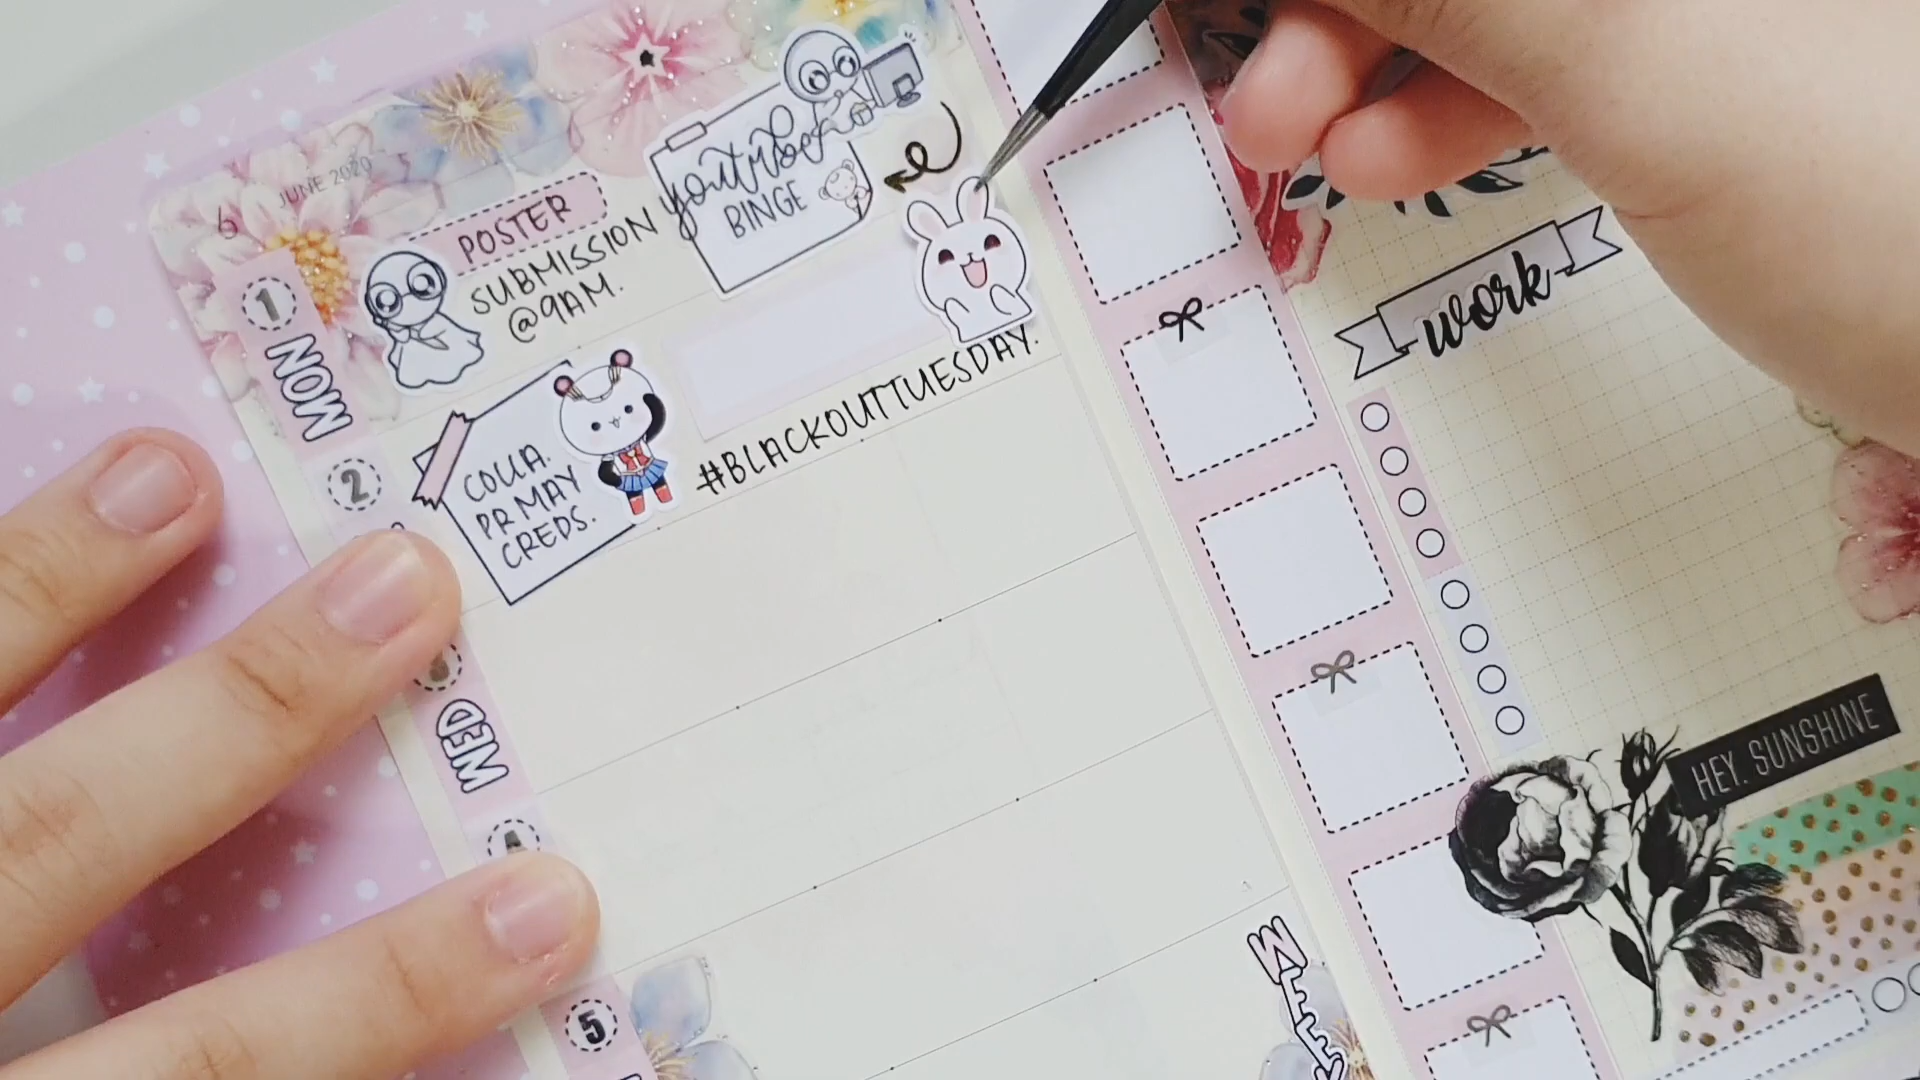 6 JUNE 2020
1
MON
POSTER
SUBMISSION
@9AM.
youtube
BINGE
2
COLLA.
PR MAY
CREDS.
#BLACKOUTTUESDAY.
WED
4
5
work
HEY, SUNSHINE